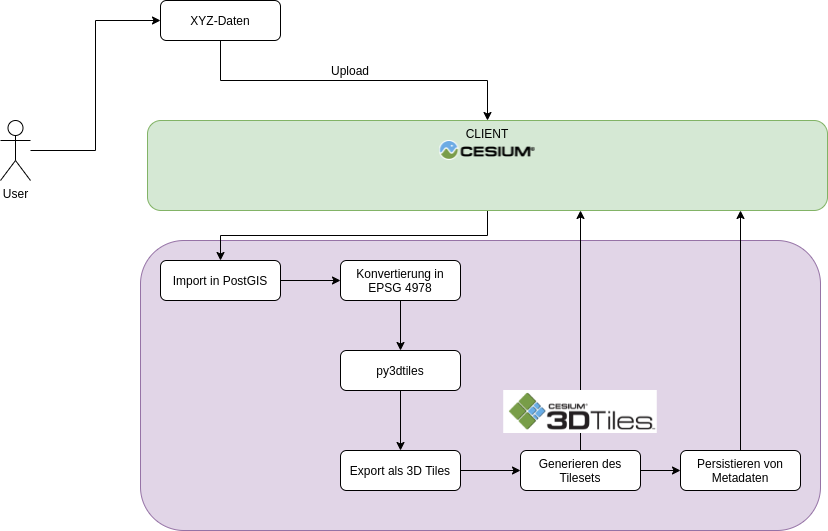 XYZ-Daten
Upload
User
CLIENT
CESIUM®
Import in PostGIS
Konvertierung in
EPSG 4978
py3dtiles
CESIUM®
3DTiles
Export als 3D Tiles
Generieren des
Tilesets
Persistieren von
Metadaten